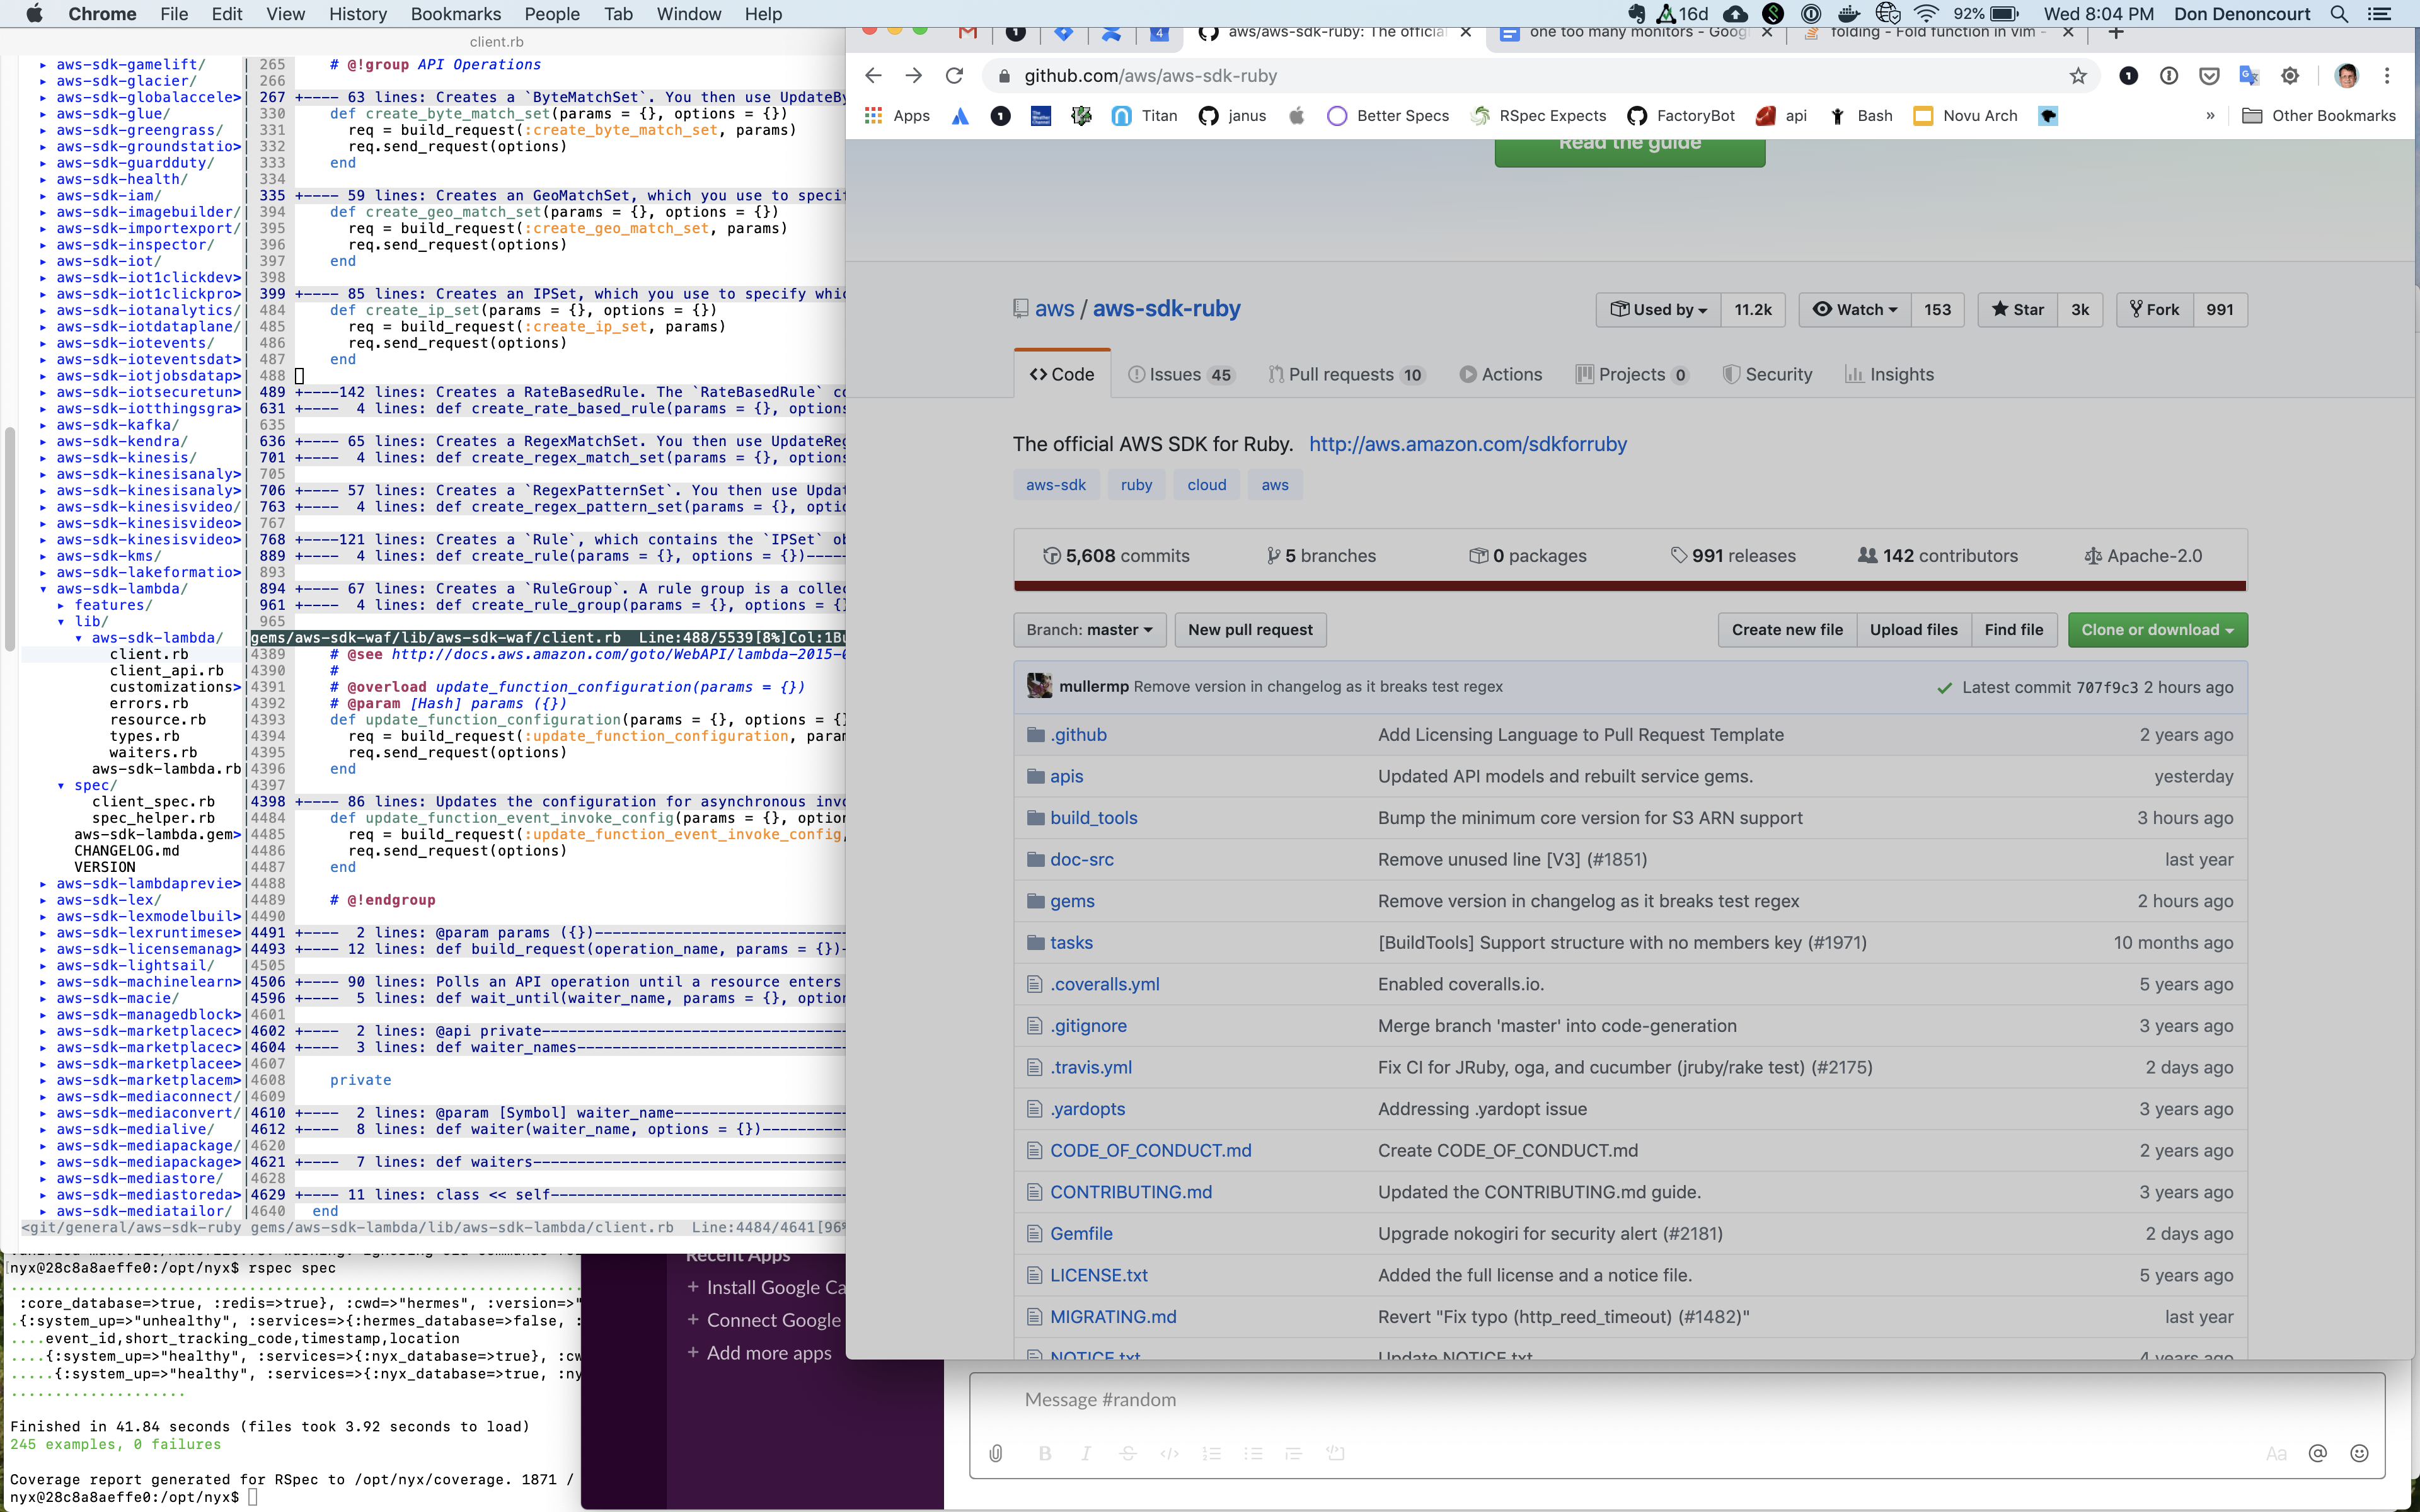 Chrome File Edit View History Bookmarks People Tab Window Help
16d 92% Wed 8:04 PM Don Denoncourt
client.rb
aws-sdk-gamelift/
aws-sdk-glacier/
aws-sdk-globalaccele>
aws-sdk-glue/
aws-sdk-greengrass/
aws-sdk-groundstatio>
aws-sdk-guardduty/
aws-sdk-health/
aws-sdk-iam/
aws-sdk-imagebuilder/
aws-sdk-importexport/
aws-sdk-inspector/
aws-sdk-iot/
aws-sdk-iot1clickdev>
aws-sdk-iot1clickpro>
aws-sdk-iotanalytics/
aws-sdk-iotdataplane/
aws-sdk-iotevents/
aws-sdk-ioteventsdat>
aws-sdk-iotjobsdatap>
aws-sdk-iotsecuretun>
aws-sdk-iotthingsgra>
aws-sdk-kafka/
aws-sdk-kendra/
aws-sdk-kinesis/
aws-sdk-kinesisanaly>
aws-sdk-kinesisanaly>
aws-sdk-kinesisvideo/
aws-sdk-kinesisvideo>
aws-sdk-kinesisvideo>
aws-sdk-kms/
aws-sdk-lakeformatio>
aws-sdk-lambda/
features/
lib/
aws-sdk-lambda/
client.rb
client_api.rb
customizations>
errors.rb
resource.rb
types.rb
waiters.rb
aws-sdk-lambda.rb
spec/
client_spec.rb
spec_helper.rb
aws-sdk-lambda.gem>
CHANGELOG.md
VERSION
aws-sdk-lambdaprevie>
aws-sdk-lex/
aws-sdk-lexmodelbuil>
aws-sdk-lexruntimese>
aws-sdk-licensemanag>
aws-sdk-lightsail/
aws-sdk-machinelearn>
aws-sdk-macie/
aws-sdk-managedblock>
aws-sdk-marketplacec>
aws-sdk-marketplacec>
aws-sdk-marketplacee>
aws-sdk-marketplacem>
aws-sdk-mediaconnect/
aws-sdk-mediaconvert/
aws-sdk-medialive/
aws-sdk-mediapackage/
aws-sdk-mediapackage>
aws-sdk-mediastore/
aws-sdk-mediastoreda>
aws-sdk-mediatailor/
<git/general/aws-sdk-ruby
265 # @!group API Operations
266
267 +---- 63 lines: Creates a `ByteMatchSet`. You then use UpdateBy
330 def create_byte_match_set(params = {}, options = {})
331 req = build_request(:create_byte_match_set, params)
332 req.send_request(options)
333 end
334
335 +---- 59 lines: Creates an GeoMatchSet, which you use to specif
394 def create_geo_match_set(params = {}, options = {})
395 req = build_request(:create_geo_match_set, params)
396 req.send_request(options)
397 end
398
399 +---- 85 lines: Creates an IPSet, which you use to specify whic
484 def create_ip_set(params = {}, options = {})
485 req = build_request(:create_ip_set, params)
486 req.send_request(options)
487 end
488
489 +----142 lines: Creates a RateBasedRule. The `RateBasedRule` co
631 +---- 4 lines: def create_rate_based_rule(params = {}, options
635
636 +---- 65 lines: Creates a RegexMatchSet. You then use UpdateReg
701 +---- 4 lines: def create_regex_match_set(params = {}, options
705
706 +---- 57 lines: Creates a `RegexPatternSet`. You then use Updat
763 +---- 4 lines: def create_regex_pattern_set(params = {}, optio
767
768 +----121 lines: Creates a `Rule`, which contains the `IPSet` ob
889 +---- 4 lines: def create_rule(params = {}, options = {})-----
893
894 +---- 67 lines: Creates a `RuleGroup`. A rule group is a collec
961 +---- 4 lines: def create_rule_group(params = {}, options = {}
965
gems/aws-sdk-waf/lib/aws-sdk-waf/client.rb Line:488/5539[8%]Col:1Bu
4389 # @see http://docs.aws.amazon.com/goto/WebAPI/lambda-2015-0
4390 #
4391 # @overload update_function_configuration(params = {})
4392 # @param [Hash] params ({})
4393 def update_function_configuration(params = {}, options = {}
4394 req = build_request(:update_function_configuration, param
4395 req.send_request(options)
4396 end
4397
4398 +---- 86 lines: Updates the configuration for asynchronous invo
4484 def update_function_event_invoke_config(params = {}, option
4485 req = build_request(:update_function_event_invoke_config,
4486 req.send_request(options)
4487 end
4488
4489 # @!endgroup
4490
4491 +---- 2 lines: @param params ({})-----------------------------
4493 +---- 12 lines: def build_request(operation_name, params = {})-
4505
4506 +---- 90 lines: Polls an API operation until a resource enters
4596 +---- 5 lines: def wait_until(waiter_name, params = {}, option
4601
4602 +---- 2 lines: @api private-----------------------------------
4604 +---- 3 lines: def waiter_names-------------------------------
4607
4608 private
4609
4610 +---- 2 lines: @param [Symbol] waiter_name--------------------
4612 +---- 8 lines: def waiter(waiter_name, options = {})----------
4620
4621 +---- 7 lines: def waiters------------------------------------
4628
4629 +---- 11 lines: class << self----------------------------------
4640 end
gems/aws-sdk-lambda/lib/aws-sdk-lambda/client.rb Line:4484/4641[96%
nyx@28c8a8aeffe0:/opt/nyx$ rspec spec
:core_database=>true, :redis=>true}, :cwd=>"hermes", :version=>"
.{:system_up=>"unhealthy", :services=>{:hermes_database=>false, :
....event_id,short_tracking_code,timestamp,location
....{:system_up=>"healthy", :services=>{:nyx_database=>true}, :cw
.....{:system_up=>"healthy", :services=>{:nyx_database=>true, :ny
....................
Finished in 41.84 seconds (files took 3.92 seconds to load)
245 examples, 0 failures
Coverage report generated for RSpec to /opt/nyx/coverage. 1871 /
nyx@28c8a8aeffe0:/opt/nyx$
Recent Apps
+ Install Google Ca
+ Connect Google
+ Add more apps
aws/aws-sdk-ruby: The official
one too many monitors - Goog
folding - Fold function in vim -
github.com/aws/aws-sdk-ruby
Apps Titan janus Better Specs RSpec Expects FactoryBot api Bash Novu Arch » Other Bookmarks
Read the guide
aws / aws-sdk-ruby
Used by 11.2k Watch 153 Star 3k Fork 991
Code Issues 45 Pull requests 10 Actions Projects 0 Security Insights
The official AWS SDK for Ruby. http://aws.amazon.com/sdkforruby
aws-sdk ruby cloud aws
5,608 commits 5 branches 0 packages 991 releases 142 contributors Apache-2.0
Branch: master New pull request Create new file Upload files Find file Clone or download
mullermp Remove version in changelog as it breaks test regex Latest commit 707f9c3 2 hours ago
.github Add Licensing Language to Pull Request Template 2 years ago
apis Updated API models and rebuilt service gems. yesterday
build_tools Bump the minimum core version for S3 ARN support 3 hours ago
doc-src Remove unused line [V3] (#1851) last year
gems Remove version in changelog as it breaks test regex 2 hours ago
tasks [BuildTools] Support structure with no members key (#1971) 10 months ago
.coveralls.yml Enabled coveralls.io. 5 years ago
.gitignore Merge branch 'master' into code-generation 3 years ago
.travis.yml Fix CI for JRuby, oga, and cucumber (jruby/rake test) (#2175) 2 days ago
.yardopts Addressing .yardopt issue 3 years ago
CODE_OF_CONDUCT.md Create CODE_OF_CONDUCT.md 2 years ago
CONTRIBUTING.md Updated the CONTRIBUTING.md guide. 3 years ago
Gemfile Upgrade nokogiri for security alert (#2181) 2 days ago
LICENSE.txt Added the full license and a notice file. 5 years ago
MIGRATING.md Revert "Fix typo (http_reed_timeout) (#1482)" last year
NOTICE.txt Update NOTICE.txt 4 years ago
Message #random
Aa @